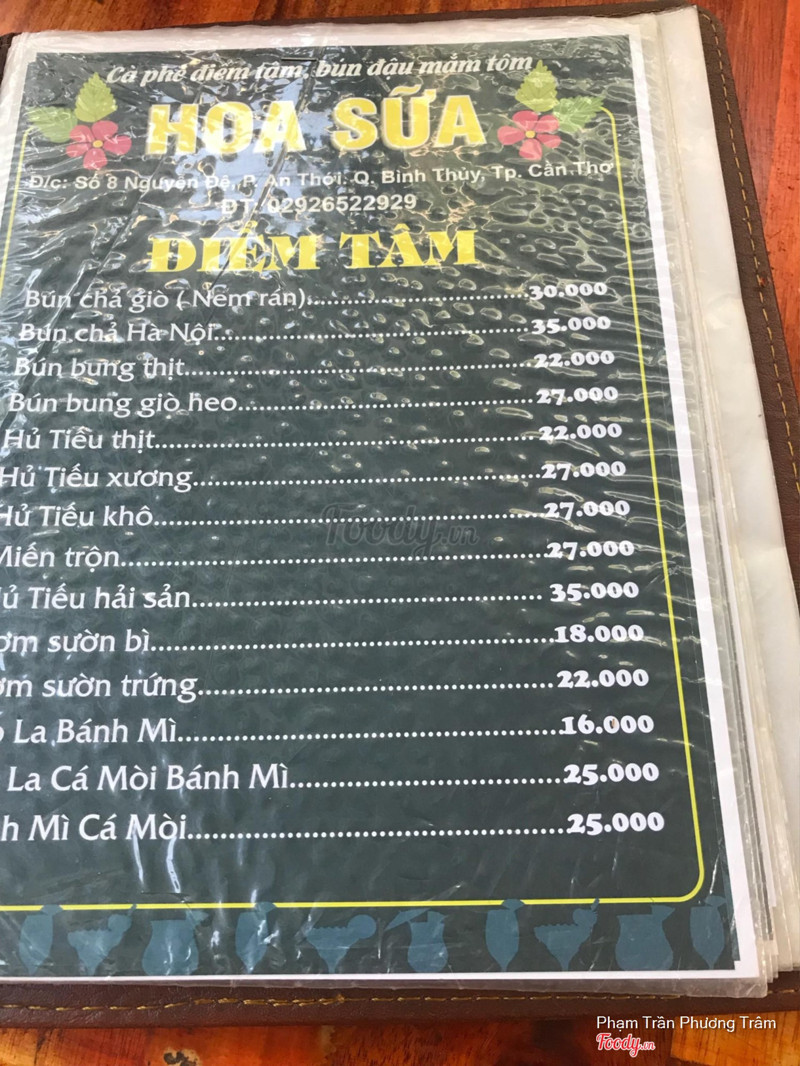 Cà phê điểm tâm, bún đậu mắm tôm
HOA SỮA
Đ/c: Số 8 Nguyễn Đệ, P. An Thới, Q. Bình Thủy, Tp. Cần Thơ
ĐT: 02926522929
ĐIỂM TÂM
Bún chả giò ( Nem rán)..............................30.000
Bún chả Hà Nội..............................35.000
Bún bung thịt..............................22.000
Bún bung giò heo..............................27.000
Hủ Tiếu thịt..............................22.000
Hủ Tiếu xương..............................27.000
Hủ Tiếu khô..............................27.000
Miến trộn..............................27.000
ủ Tiếu hải sản..............................35.000
ơm sườn bì..............................18.000
ơm sườn trứng..............................22.000
La Bánh Mì..............................16.000
La Cá Mòi Bánh Mì..............................25.000
h Mì Cá Mòi..............................25.000
Foody.vn
Phạm Trần Phương Trâm
Foody.vn